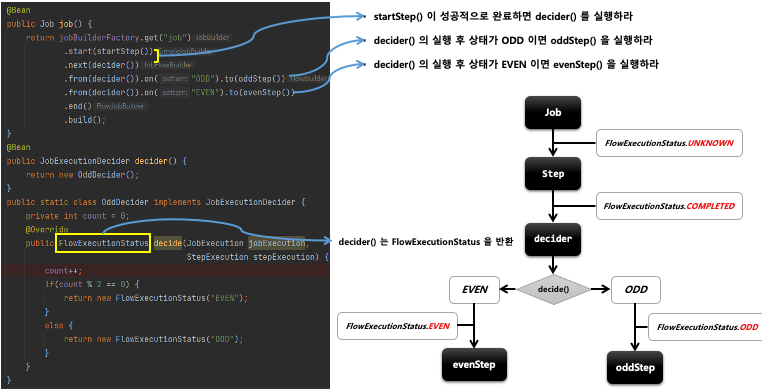 @Bean
public Job job() {
return jobBuilderFactory.get("job") JobBuilder
.start(startStep()) SimpleJobBuilder
.next(decider()) JobFlowBuilder
.from(decider()).on( pattern: "ODD").to(oddStep()) FlowBuilder
.from(decider()).on( pattern: "EVEN").to(evenStep())
.end() FlowJobBuilder
.build();
}
@Bean
public JobExecutionDecider decider() {
return new OddDecider();
}
public static class OddDecider implements JobExecutionDecider {
private int count = 0;
@Override
public FlowExecutionStatus decide(JobExecution jobExecution,
StepExecution stepExecution) {
count++;
if(count % 2 == 0) {
return new FlowExecutionStatus("EVEN");
}
else {
return new FlowExecutionStatus("ODD");
}
}
}
• startStep() 이 성공적으로 완료하면 decider() 를 실행하라
• decider() 의 실행 후 상태가 ODD 이면 oddStep() 을 실행하라
• decider() 의 실행 후 상태가 EVEN 이면 evenStep() 을 실행하라
decider() 는 FlowExecutionStatus 을 반환
Job
FlowExecutionStatus.UNKNOWN
Step
FlowExecutionStatus.COMPLETED
decider
EVEN
decide()
ODD
FlowExecutionStatus.EVEN
FlowExecutionStatus.ODD
evenStep
oddStep